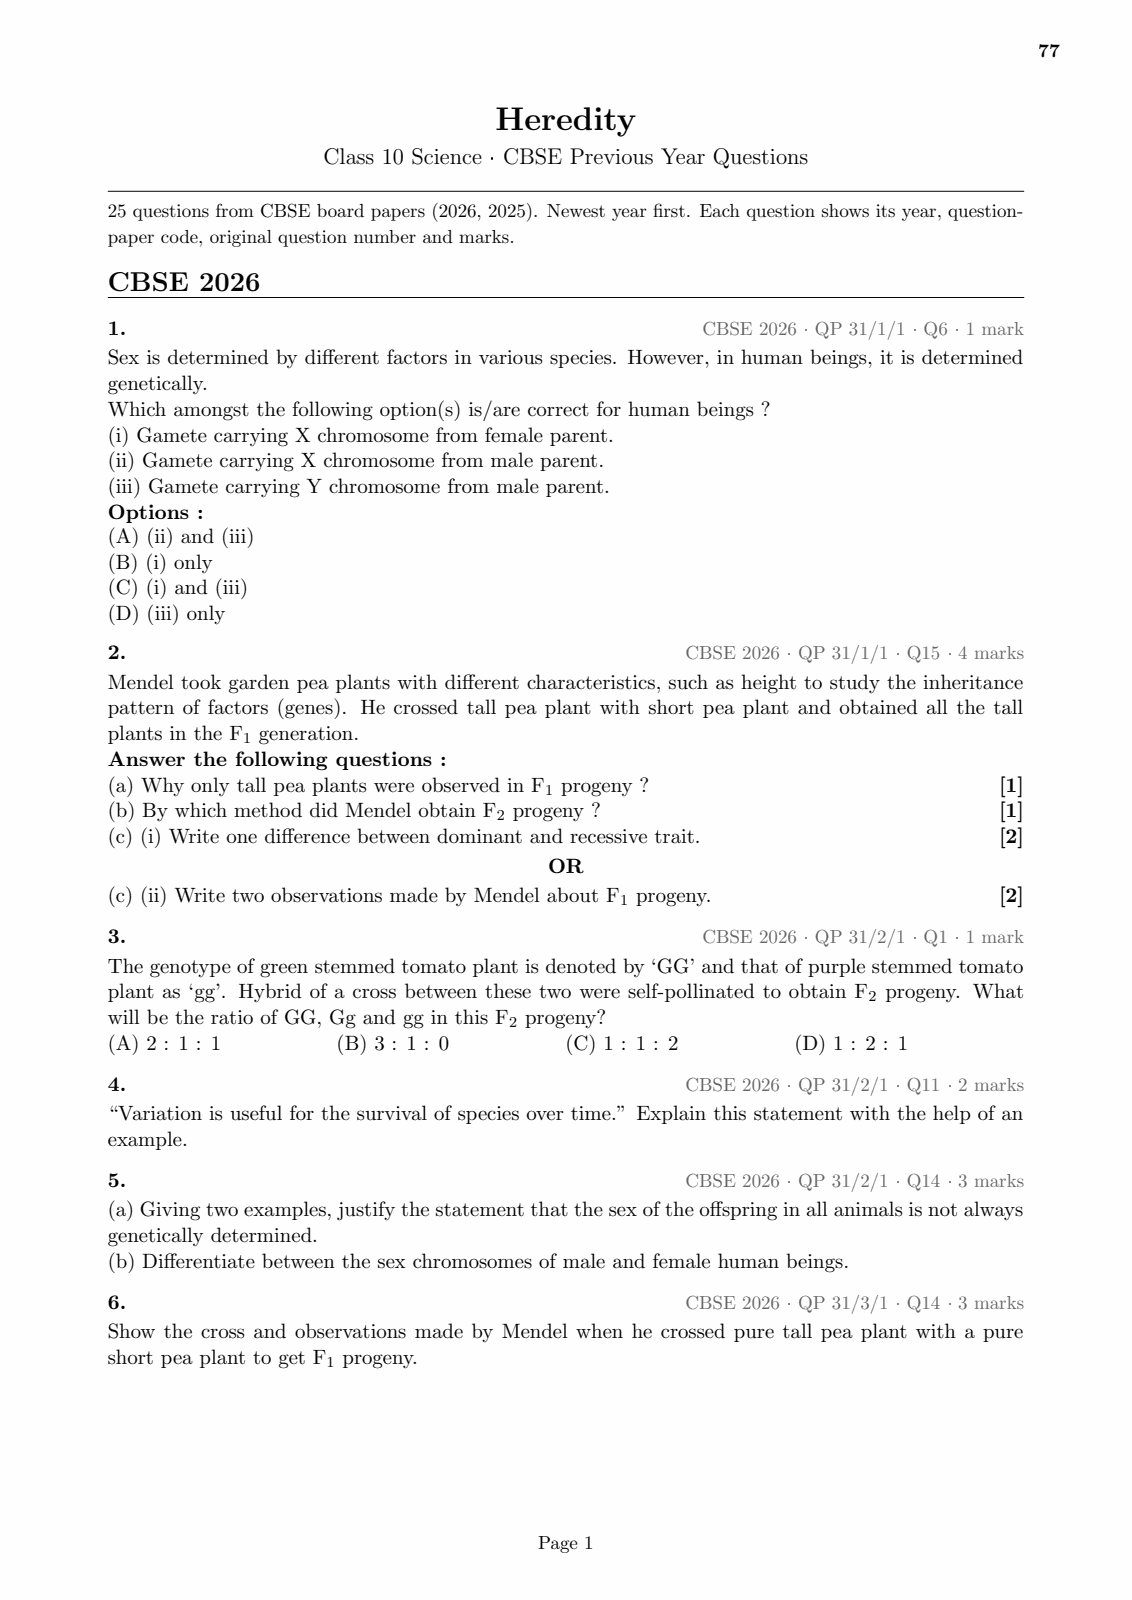 77
Heredity
Class 10 Science · CBSE Previous Year Questions
25 questions from CBSE board papers (2026, 2025). Newest year first. Each question shows its year, question-
paper code, original question number and marks.
CBSE 2026
1. CBSE 2026 · QP 31/1/1 · Q6 · 1 mark
Sex is determined by different factors in various species. However, in human beings, it is determined
genetically.
Which amongst the following option(s) is/are correct for human beings ?
(i) Gamete carrying X chromosome from female parent.
(ii) Gamete carrying X chromosome from male parent.
(iii) Gamete carrying Y chromosome from male parent.
Options :
(A) (ii) and (iii)
(B) (i) only
(C) (i) and (iii)
(D) (iii) only
2. CBSE 2026 · QP 31/1/1 · Q15 · 4 marks
Mendel took garden pea plants with different characteristics, such as height to study the inheritance
pattern of factors (genes). He crossed tall pea plant with short pea plant and obtained all the tall
plants in the F₁ generation.
Answer the following questions :
(a) Why only tall pea plants were observed in F₁ progeny ? [1]
(b) By which method did Mendel obtain F₂ progeny ? [1]
(c) (i) Write one difference between dominant and recessive trait. [2]
OR
(c) (ii) Write two observations made by Mendel about F₁ progeny. [2]
3. CBSE 2026 · QP 31/2/1 · Q1 · 1 mark
The genotype of green stemmed tomato plant is denoted by ‘GG’ and that of purple stemmed tomato
plant as ‘gg’. Hybrid of a cross between these two were self-pollinated to obtain F₂ progeny. What
will be the ratio of GG, Gg and gg in this F₂ progeny?
(A) 2 : 1 : 1 (B) 3 : 1 : 0 (C) 1 : 1 : 2 (D) 1 : 2 : 1
4. CBSE 2026 · QP 31/2/1 · Q11 · 2 marks
“Variation is useful for the survival of species over time.” Explain this statement with the help of an
example.
5. CBSE 2026 · QP 31/2/1 · Q14 · 3 marks
(a) Giving two examples, justify the statement that the sex of the offspring in all animals is not always
genetically determined.
(b) Differentiate between the sex chromosomes of male and female human beings.
6. CBSE 2026 · QP 31/3/1 · Q14 · 3 marks
Show the cross and observations made by Mendel when he crossed pure tall pea plant with a pure
short pea plant to get F₁ progeny.
Page 1